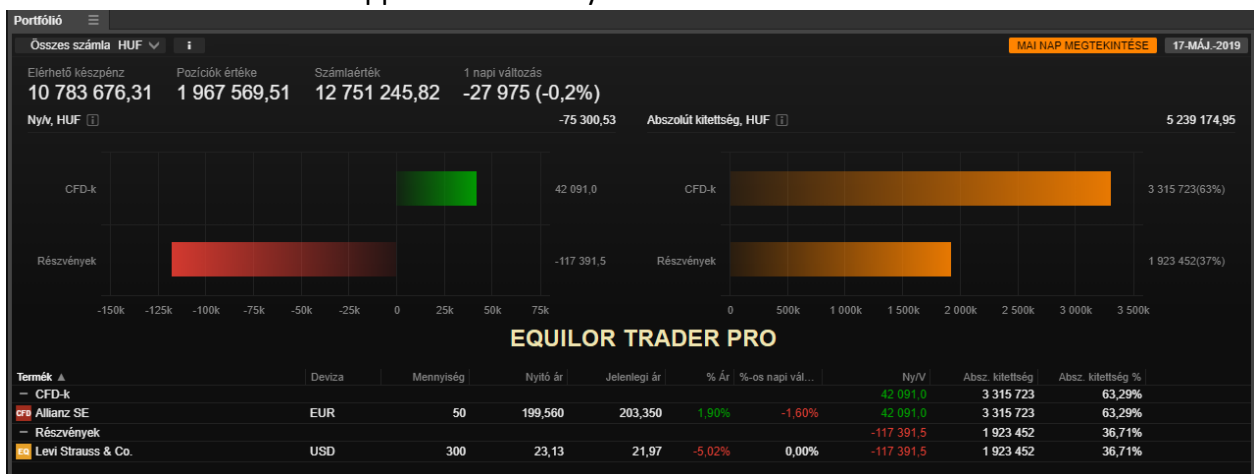 Portfólió
Összes számla HUF
MAI NAP MEGTEKINTÉSE 17-MÁJ.-2019
Elérhető készpénz Pozíciók értéke Számlaérték 1 napi változás
10 783 676,31 1 967 569,51 12 751 245,82 -27 975 (-0,2%)
Ny/v, HUF -75 300,53 Abszolút kitettség, HUF 5 239 174,95
CFD-k 42 091,0 CFD-k 3 315 723(63%)
Részvények -117 391,5 Részvények 1 923 452(37%)
-150k -125k -100k -75k -50k -25k 0 25k 50k 75k 0 500k 1 000k 1 500k 2 000k 2 500k 3 000k 3 500k
EQUILOR TRADER PRO
Termék ▲ Deviza Mennyiség Nyitó ár Jelenlegi ár % Ár %-os napi vál... Ny/V Absz. kitettség Absz. kitettség %
– CFD-k 42 091,0 3 315 723 63,29%
CFD Allianz SE EUR 50 199,560 203,350 1,90% -1,60% 42 091,0 3 315 723 63,29%
– Részvények -117 391,5 1 923 452 36,71%
EQ Levi Strauss & Co. USD 300 23,13 21,97 -5,02% 0,00% -117 391,5 1 923 452 36,71%